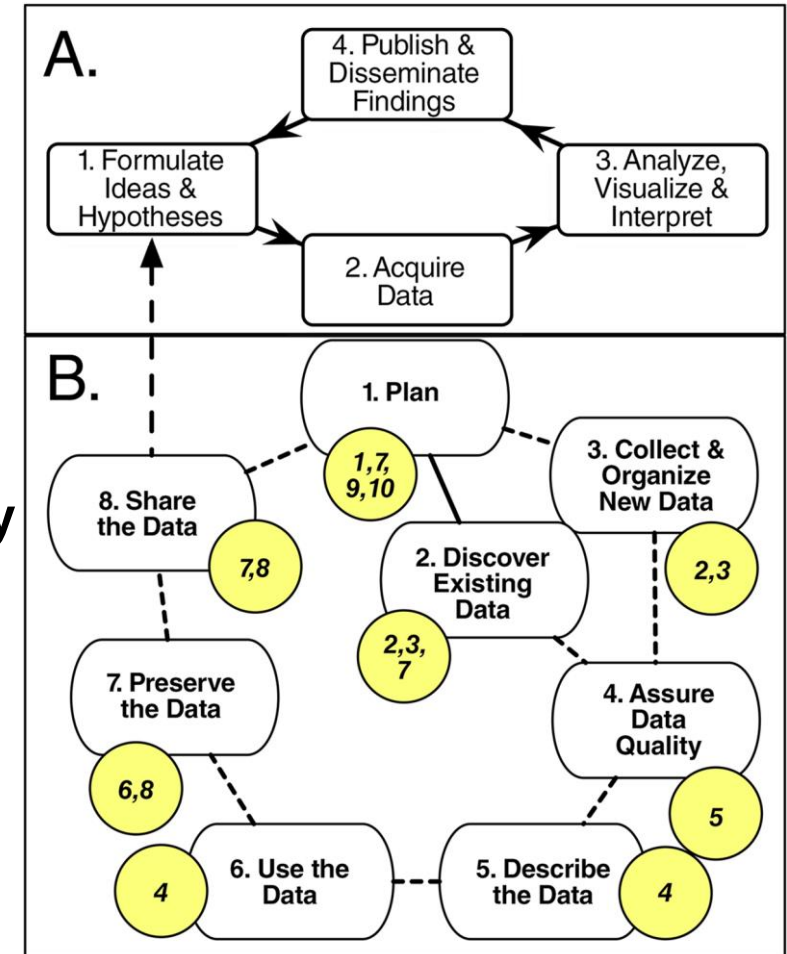 A.
4. Publish &
Disseminate
Findings
1. Formulate
Ideas &
Hypotheses
3. Analyze,
Visualize &
Interpret
2. Acquire
Data
B.
1. Plan
1,7,
9,10
3. Collect &
Organize
New Data
2,3
8. Share
the Data
7,8
2. Discover
Existing
Data
2,3,
7
7. Preserve
the Data
6,8
4. Assure
Data
Quality
5
6. Use the
Data
4
5. Describe
the Data
4
y